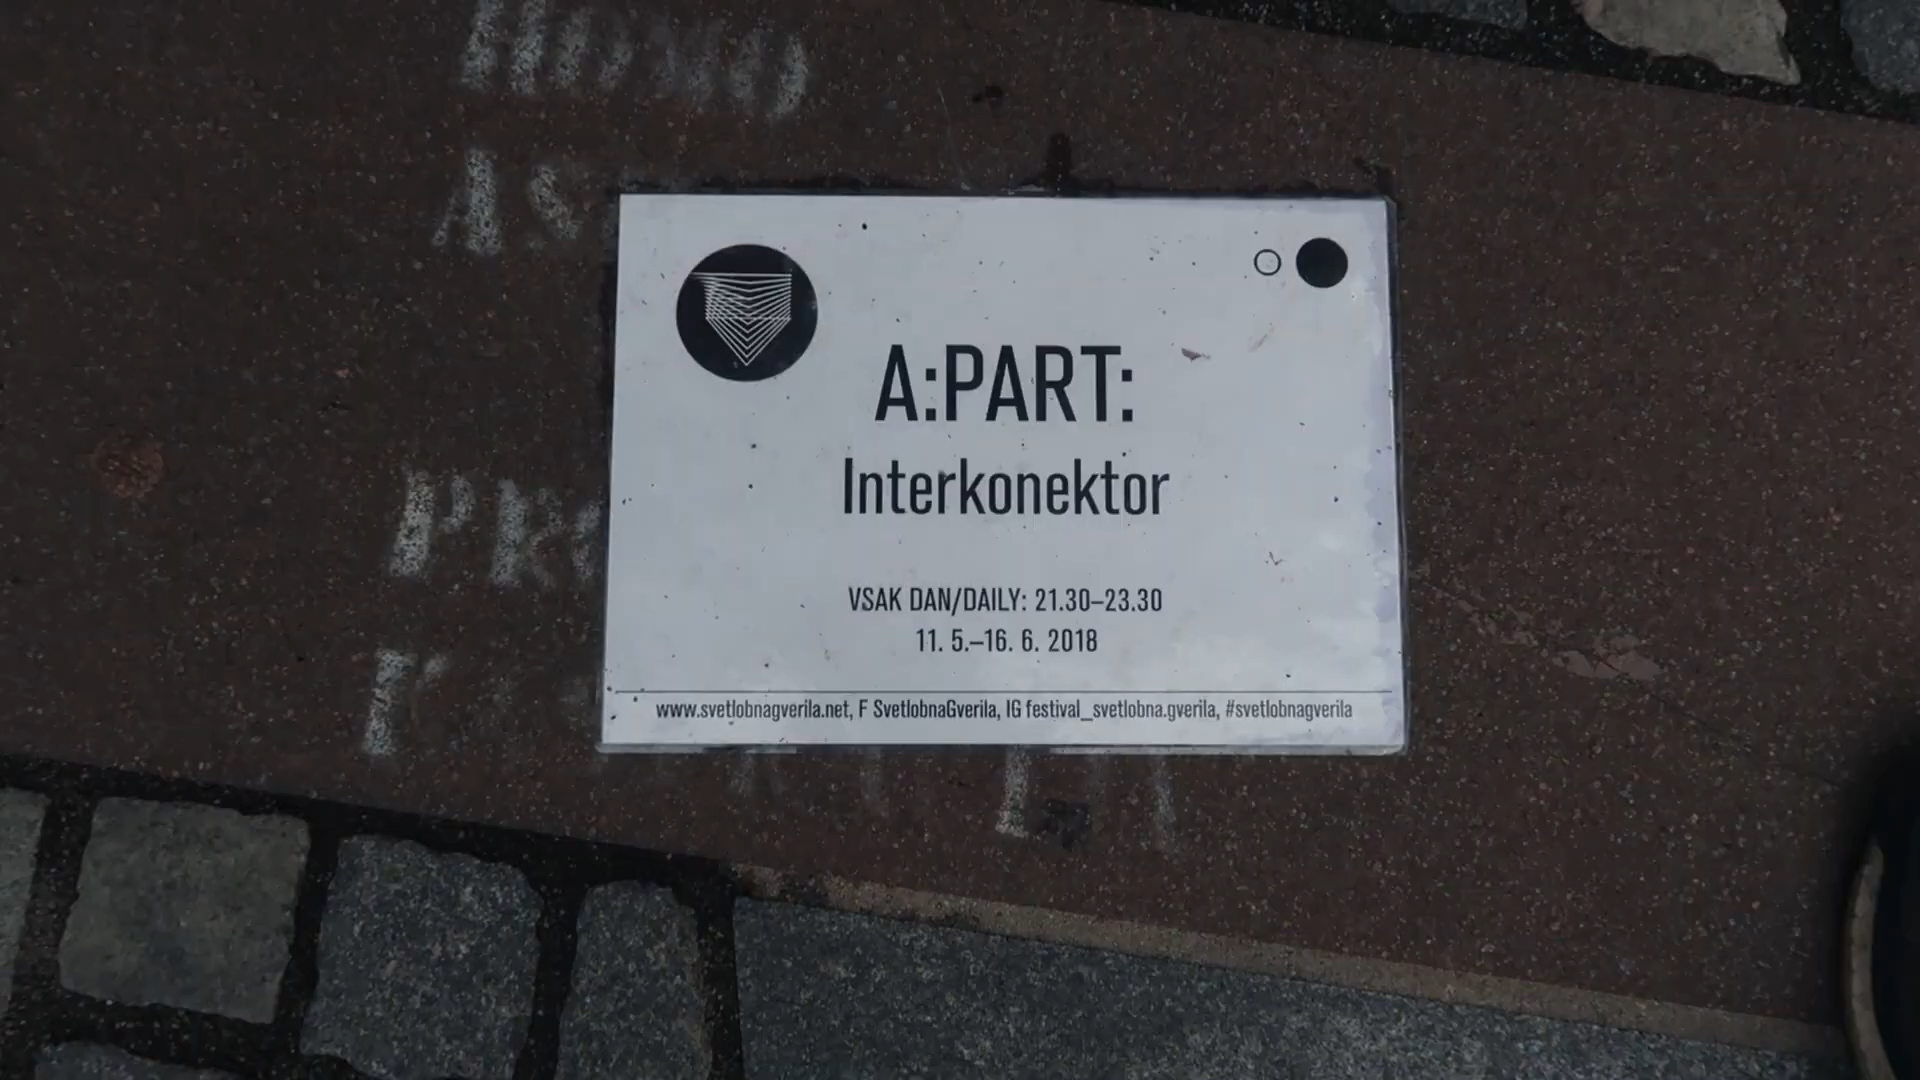 A:PART:
Interkonektor
VSAK DAN/DAILY: 21.30–23.30
11. 5.–16. 6. 2018
www.svetlobnagverila.net, F SvetlobnaGverila, IG festival_svetlobna.gverila, #svetlobnagverila